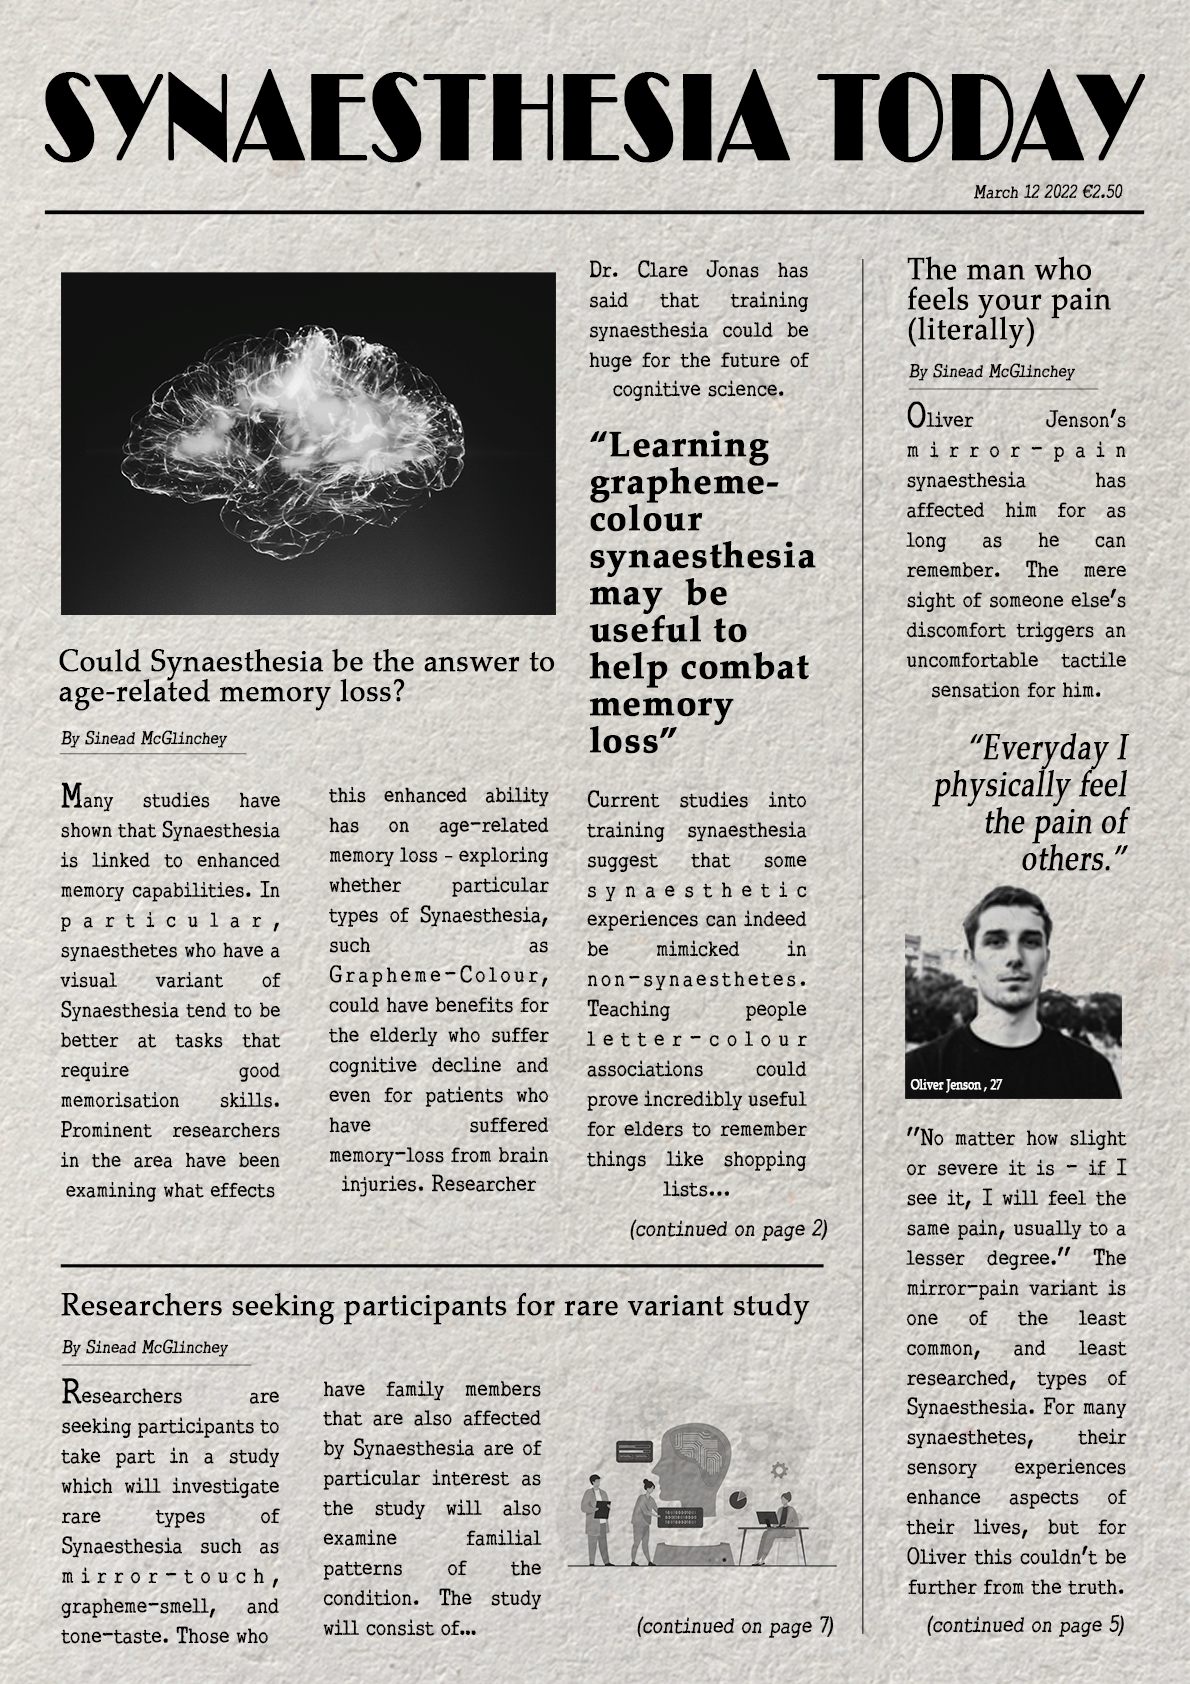 SYNAESTHESIA TODAY
March 12 2022 €2.50
Could Synaesthesia be the answer to
age-related memory loss?
By Sinead McGlinchey
Many studies have
shown that Synaesthesia
is linked to enhanced
memory capabilities. In
particular,
synaesthetes who have a
visual variant of
Synaesthesia tend to be
better at tasks that
require good
memorisation skills.
Prominent researchers
in the area have been
examining what effects
this enhanced ability
has on age-related
memory loss - exploring
whether particular
types of Synaesthesia,
such as
Grapheme-Colour,
could have benefits for
the elderly who suffer
cognitive decline and
even for patients who
have suffered
memory-loss from brain
injuries. Researcher
Dr. Clare Jonas has
said that training
synaesthesia could be
huge for the future of
cognitive science.
“Learning
grapheme-
colour
synaesthesia
may be
useful to
help combat
memory
loss”
Current studies into
training synaesthesia
suggest that some
synaesthetic
experiences can indeed
be mimicked in
non-synaesthetes.
Teaching people
letter-colour
associations could
prove incredibly useful
for elders to remember
things like shopping
lists...
(continued on page 2)
Researchers seeking participants for rare variant study
By Sinead McGlinchey
Researchers are
seeking participants to
take part in a study
which will investigate
rare types of
Synaesthesia such as
mirror-touch,
grapheme-smell, and
tone-taste. Those who
have family members
that are also affected
by Synaesthesia are of
particular interest as
the study will also
examine familial
patterns of the
condition. The study
will consist of...
(continued on page 7)
The man who
feels your pain
(literally)
By Sinead McGlinchey
Oliver Jenson's
mirror-pain
synaesthesia has
affected him for as
long as he can
remember. The mere
sight of someone else's
discomfort triggers an
uncomfortable tactile
sensation for him.
“Everyday I
physically feel
the pain of
others.”
Oliver Jenson , 27
"No matter how slight
or severe it is - if I
see it, I will feel the
same pain, usually to a
lesser degree." The
mirror-pain variant is
one of the least
common, and least
researched, types of
Synaesthesia. For many
synaesthetes, their
sensory experiences
enhance aspects of
their lives, but for
Oliver this couldn't be
further from the truth.
(continued on page 5)